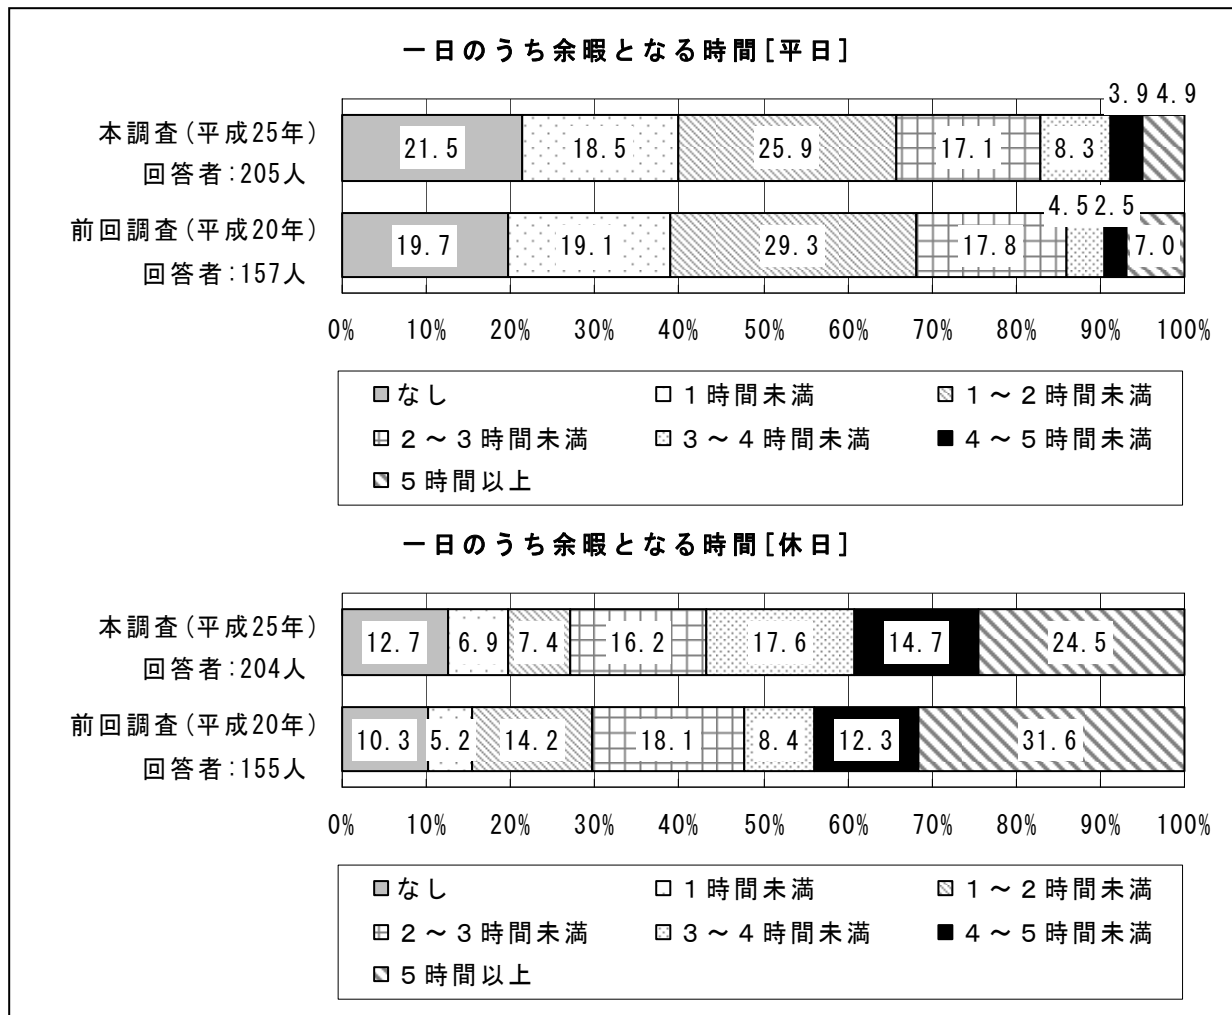 一日のうち余暇となる時間[平日]
3.9 4.9
本調査(平成25年)
回答者:205人
21.5 18.5 25.9 17.1 8.3
4.5 2.5
前回調査(平成20年)
回答者:157人
19.7 19.1 29.3 17.8 7.0
0% 10% 20% 30% 40% 50% 60% 70% 80% 90% 100%
なし 1時間未満 1~2時間未満
2~3時間未満 3~4時間未満 4~5時間未満
5時間以上
一日のうち余暇となる時間[休日]
本調査(平成25年)
回答者:204人
12.7 6.9 7.4 16.2 17.6 14.7 24.5
前回調査(平成20年)
回答者:155人
10.3 5.2 14.2 18.1 8.4 12.3 31.6
0% 10% 20% 30% 40% 50% 60% 70% 80% 90% 100%
なし 1時間未満 1~2時間未満
2~3時間未満 3~4時間未満 4~5時間未満
5時間以上